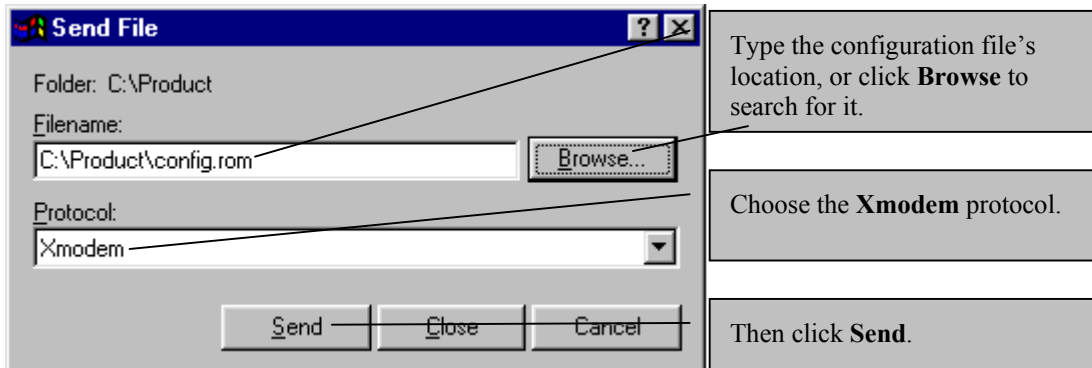 Send File
Folder: C:\Product
Filename:
C:\Product\config.rom
Browse...
Protocol:
Xmodem
Send
Close
Cancel
Type the configuration file’s
location, or click Browse to
search for it.
Choose the Xmodem protocol.
Then click Send.